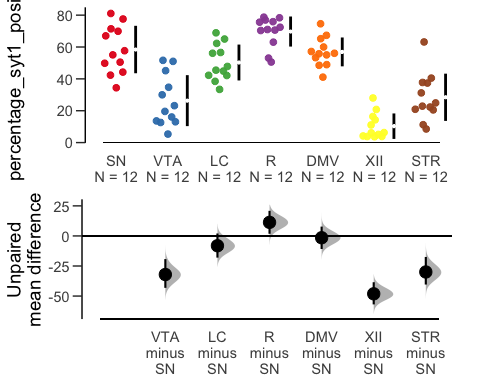 percentage_syt1_posi
80
60
40
20
0
SN VTA LC R DMV XII STR
N = 12 N = 12 N = 12 N = 12 N = 12 N = 12 N = 12
Unpaired
mean difference
25
0
-25
-50
VTA LC R DMV XII STR
minus minus minus minus minus minus
SN SN SN SN SN SN